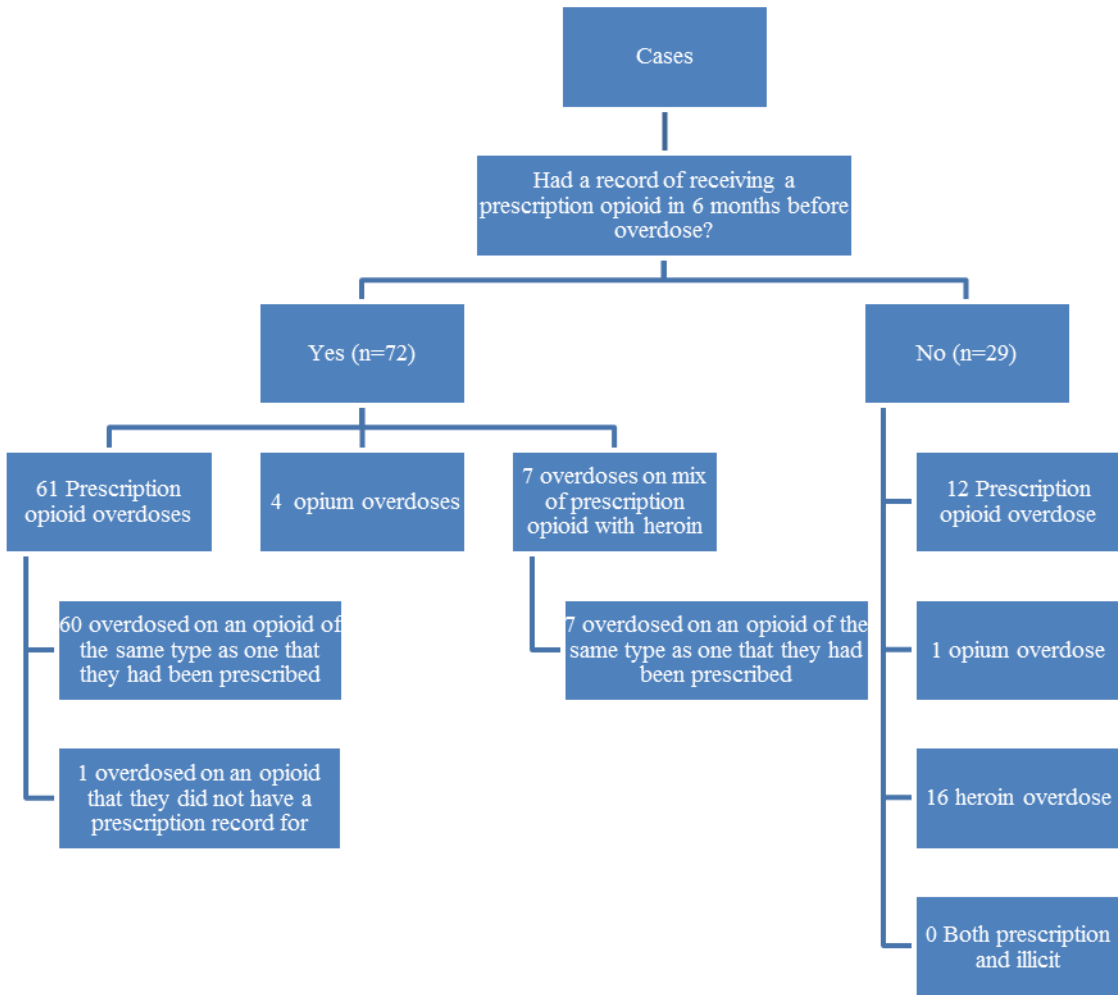 Cases
Had a record of receiving a
prescription opioid in 6 months before
overdose?
Yes (n=72)
No (n=29)
61 Prescription
opioid overdoses
4 opium overdoses
7 overdoses on mix
of prescription
opioid with heroin
12 Prescription
opioid overdose
60 overdosed on an opioid of
the same type as one that
they had been prescribed
7 overdosed on an opioid of the
same type as one that they had
been prescribed
1 opium overdose
1 overdosed on an opioid
that they did not have a
prescription record for
16 heroin overdose
0 Both prescription
and illicit